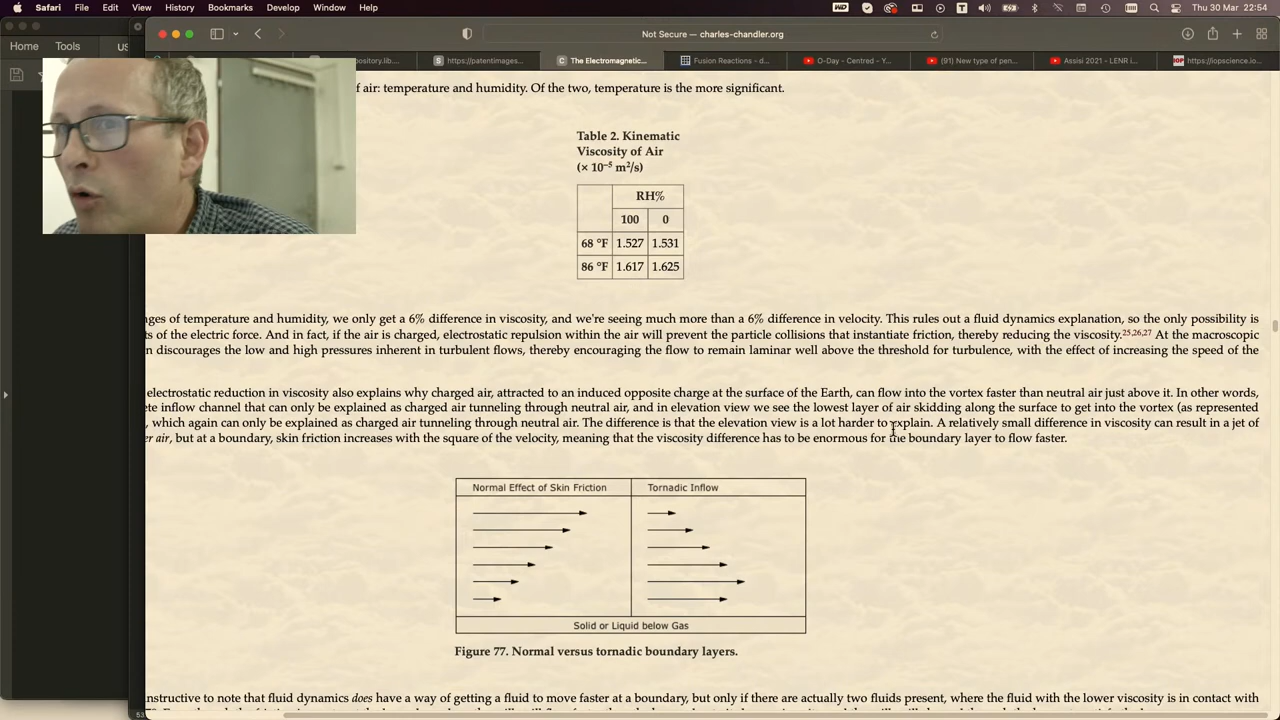 Safari File Edit View History Bookmarks Develop Window Help
Thu 30 Mar 22:54
Home Tools US
Not Secure — charles-chandler.org
ository.lib.... https://patentimages... The Electromagnetic... Fusion Reactions - d... O-Day - Centred - Y... (91) New type of pen... Assisi 2021 - LENR i... https://iopscience.io...
f air: temperature and humidity. Of the two, temperature is the more significant.
Table 2. Kinematic
Viscosity of Air
(× 10⁻⁵ m²/s)
RH%
100 0
68 °F 1.527 1.531
86 °F 1.617 1.625
ges of temperature and humidity, we only get a 6% difference in viscosity, and we're seeing much more than a 6% difference in velocity. This rules out a fluid dynamics explanation, so the only possibility is
ts of the electric force. And in fact, if the air is charged, electrostatic repulsion within the air will prevent the particle collisions that instantiate friction, thereby reducing the viscosity.25,26,27 At the macroscopic
n discourages the low and high pressures inherent in turbulent flows, thereby encouraging the flow to remain laminar well above the threshold for turbulence, with the effect of increasing the speed of the
electrostatic reduction in viscosity also explains why charged air, attracted to an induced opposite charge at the surface of the Earth, can flow into the vortex faster than neutral air just above it. In other words,
ete inflow channel that can only be explained as charged air tunneling through neutral air, and in elevation view we see the lowest layer of air skidding along the surface to get into the vortex (as represented
, which again can only be explained as charged air tunneling through neutral air. The difference is that the elevation view is a lot harder to explain. A relatively small difference in viscosity can result in a jet of
er air, but at a boundary, skin friction increases with the square of the velocity, meaning that the viscosity difference has to be enormous for the boundary layer to flow faster.
Normal Effect of Skin Friction Tornadic Inflow
Solid or Liquid below Gas
Figure 77. Normal versus tornadic boundary layers.
nstructive to note that fluid dynamics does have a way of getting a fluid to move faster at a boundary, but only if there are actually two fluids present, where the fluid with the lower viscosity is in contact with